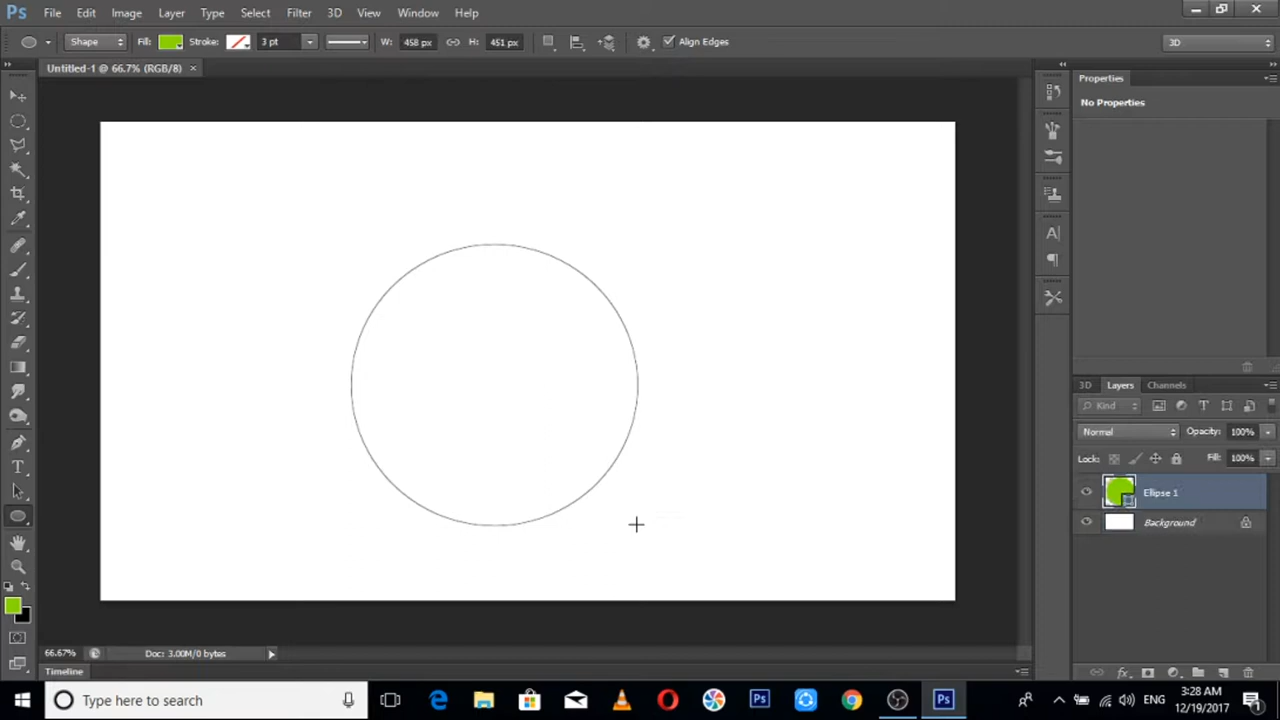 Ps File Edit Image Layer Type Select Filter 3D View Window Help
Shape Fill: Stroke: 3 pt W: 458 px H: 451 px Align Edges 3D
Untitled-1 @ 66.7% (RGB/8) ×
Properties
No Properties
3D Layers Channels
Kind
Normal Opacity: 100%
Lock: Fill: 100%
Ellipse 1
Background
66.67% Doc: 3.00M/0 bytes
Timeline
Type here to search
ENG
3:28 AM
12/19/2017